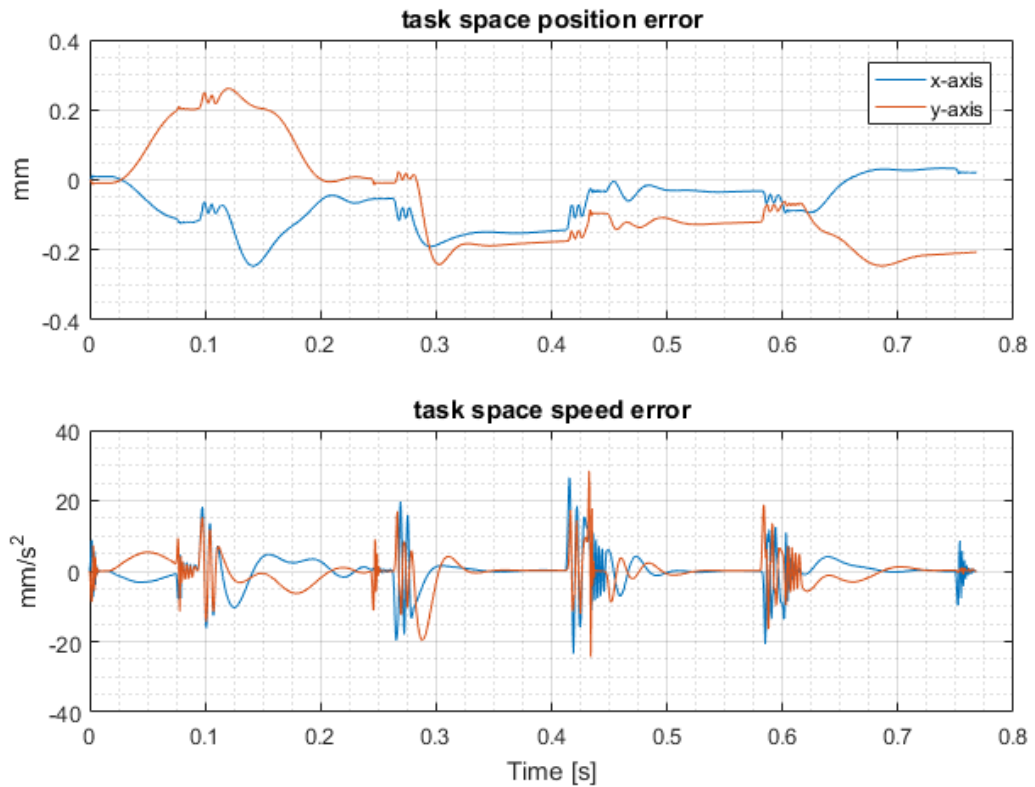 task space position error
0.4
0.2
0
-0.2
-0.4
mm
x-axis
y-axis
0 0.1 0.2 0.3 0.4 0.5 0.6 0.7 0.8
task space speed error
40
20
0
-20
-40
mm/s²
0 0.1 0.2 0.3 0.4 0.5 0.6 0.7 0.8
Time [s]